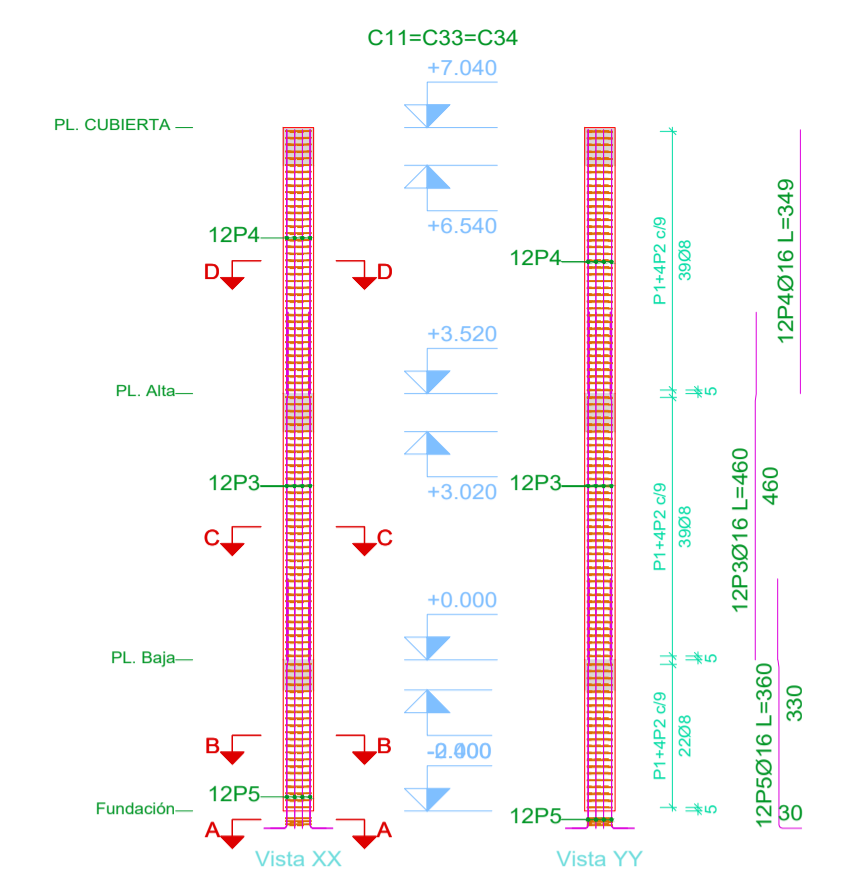 C11=C33=C34
+7.040
PL. CUBIERTA
+6.540
12P4
12P4
D
D
P1+4P2 c/9
39Ø8
12P4Ø16 L=349
+3.520
PL. Alta
5
12P3
12P3
+3.020
P1+4P2 c/9
39Ø8
12P3Ø16 L=460
460
C
C
+0.000
PL. Baja
5
B
B
P1+4P2 c/9
22Ø8
12P5Ø16 L=360
330
12P5
12P5
Fundación
5
30
A
A
Vista XX
Vista YY